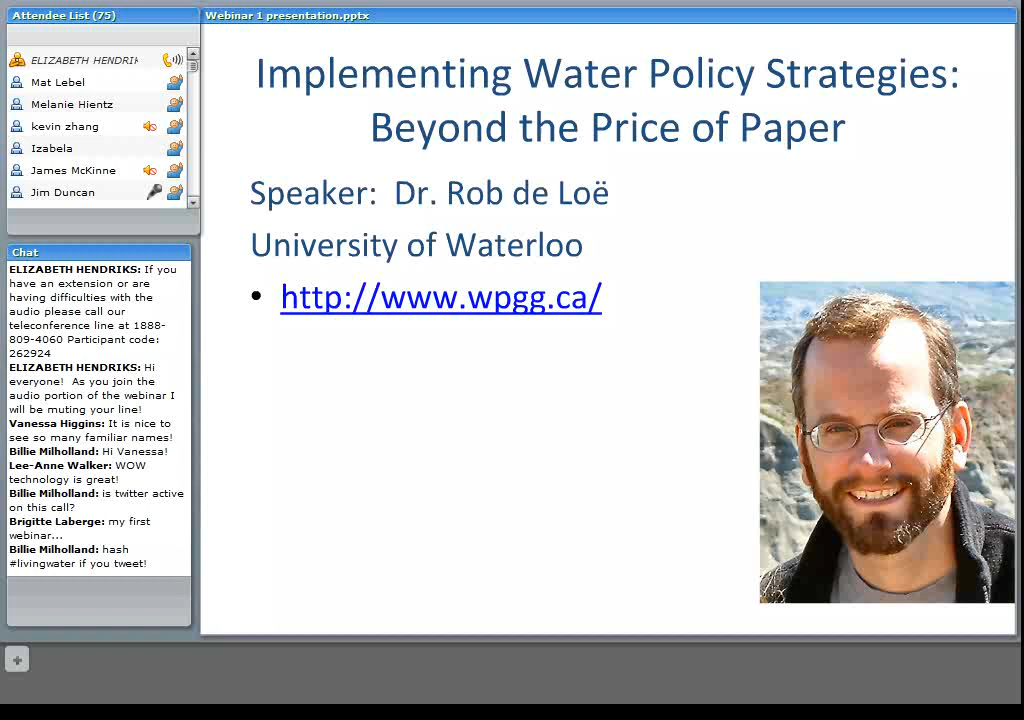 Attendee List (75)
ELIZABETH HENDRIK
Mat Lebel
Melanie Hientz
kevin zhang
Izabela
James McKinne
Jim Duncan
Chat
ELIZABETH HENDRIKS: If you
have an extension or are
having difficulties with the
audio please call our
teleconference line at 1888-
809-4060 Participant code:
262924
ELIZABETH HENDRIKS: Hi
everyone! As you join the
audio portion of the webinar I
will be muting your line!
Vanessa Higgins: It is nice to
see so many familiar names!
Billie Milholland: Hi Vanessa!
Lee-Anne Walker: WOW
technology is great!
Billie Milholland: is twitter active
on this call?
Brigitte Laberge: my first
webinar...
Billie Milholland: hash
#livingwater if you tweet!
Webinar 1 presentation.pptx
Implementing Water Policy Strategies:
Beyond the Price of Paper
Speaker: Dr. Rob de Loë
University of Waterloo
• http://www.wpgg.ca/